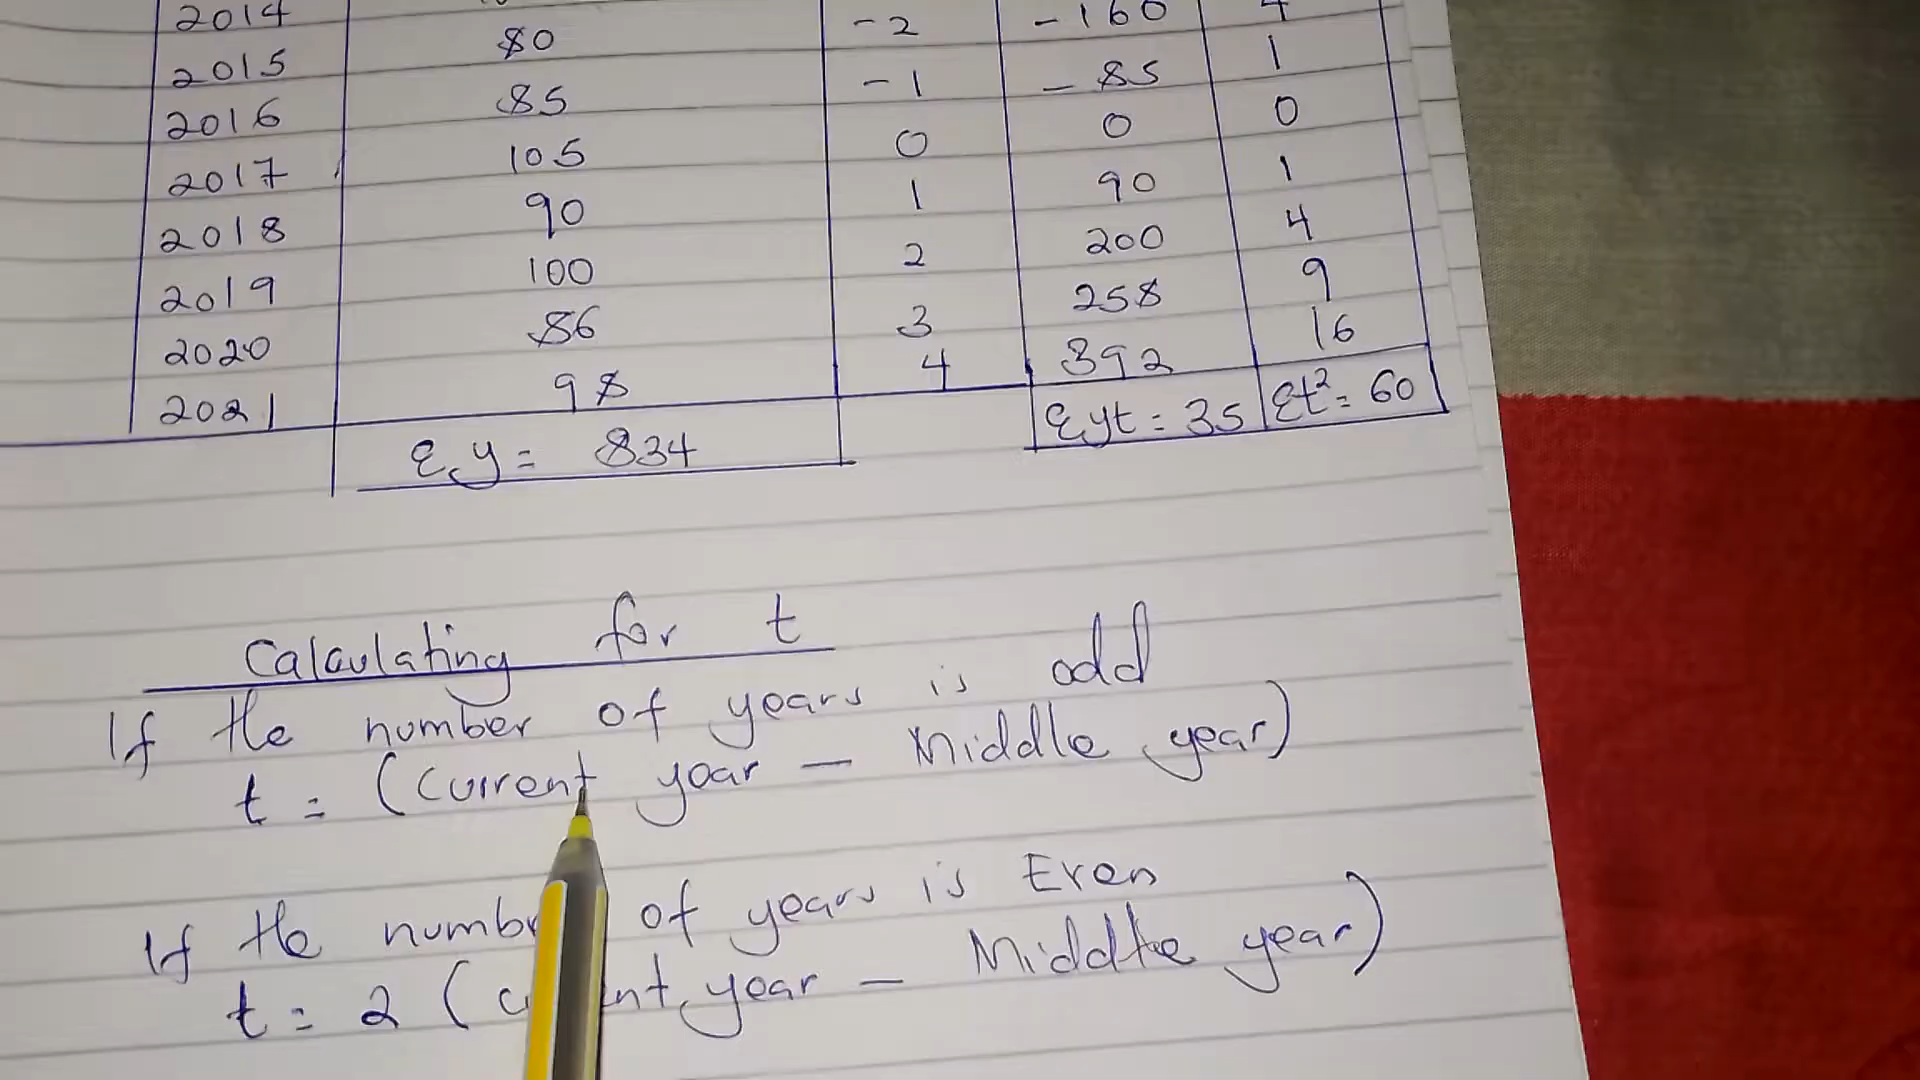 2014 -2 -160 4
2015 80 -1 -85 1
2016 85 0 0 0
2017 105 1 90 1
2018 90 2 200 4
2019 100 3 258 9
2020 86 4 392 16
2021 98 Σyt = 35 Σt² = 60
Σy = 834
Calculating for t
If the number of years is odd
t = (Current year - Middle year)
If the numb of years is Even
t = 2 (c nt year - Middle year)